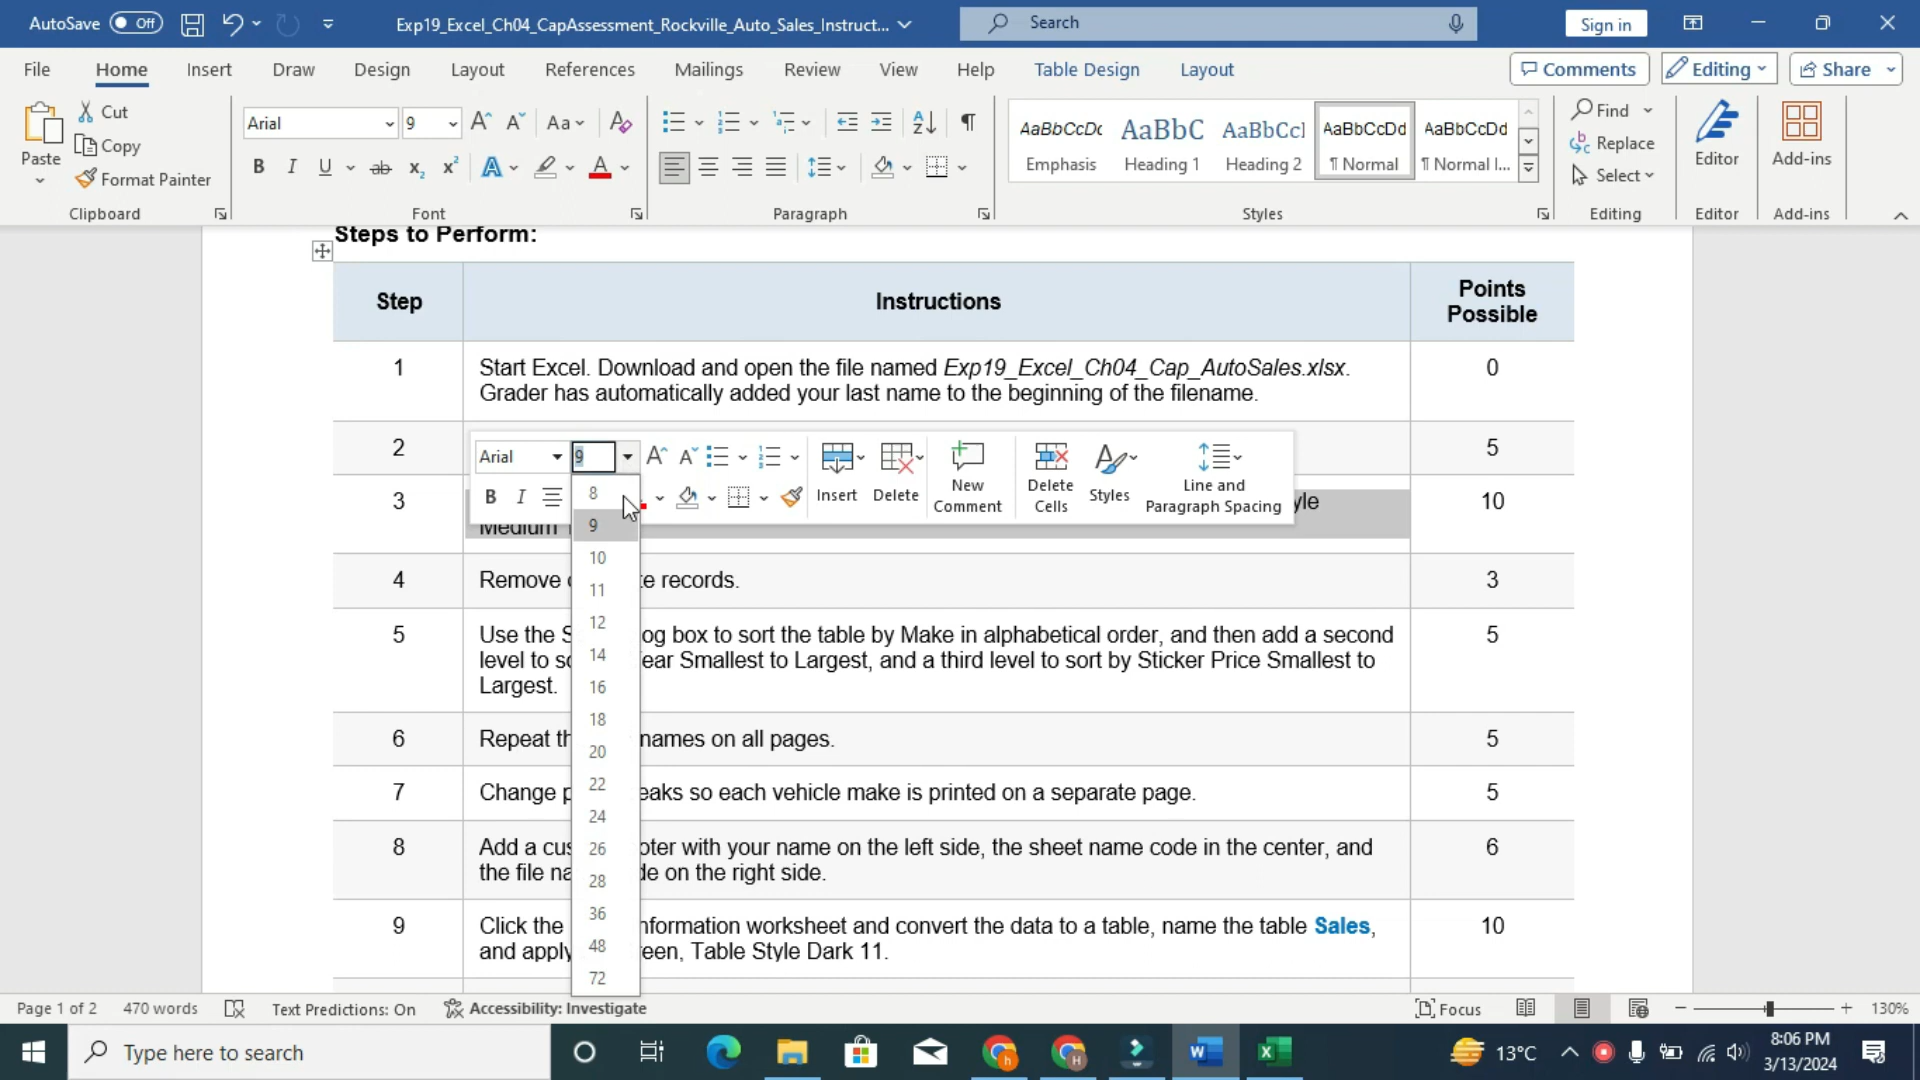 AutoSave Off Exp19_Excel_Ch04_CapAssessment_Rockville_Auto_Sales_Instruct... Search Sign in
File Home Insert Draw Design Layout References Mailings Review View Help Table Design Layout Comments Editing Share
Paste Cut Copy Format Painter Clipboard
Arial 9 Aa Font
Paragraph
AaBbCcDc Emphasis
AaBbC Heading 1
AaBbCcl Heading 2
AaBbCcDd ¶ Normal
AaBbCcDd ¶ Normal I...
Styles
Find Replace Select Editing
Editor Editor
Add-ins Add-ins
Steps to Perform:
Step Instructions Points Possible
1 Start Excel. Download and open the file named Exp19_Excel_Ch04_Cap_AutoSales.xlsx. 0
Grader has automatically added your last name to the beginning of the filename.
2 5
Arial 9
B I
Insert Delete
New Comment
Delete Cells
Styles
Line and Paragraph Spacing
3 yle 10
Medium
8
9
10
11
12
14
16
18
20
22
24
26
28
36
48
72
4 Remove te records. 3
5 Use the S og box to sort the table by Make in alphabetical order, and then add a second 5
level to so ear Smallest to Largest, and a third level to sort by Sticker Price Smallest to
Largest.
6 Repeat th names on all pages. 5
7 Change p eaks so each vehicle make is printed on a separate page. 5
8 Add a cus oter with your name on the left side, the sheet name code in the center, and 6
the file na de on the right side.
9 Click the nformation worksheet and convert the data to a table, name the table Sales, 10
and apply een, Table Style Dark 11.
Page 1 of 2 470 words Text Predictions: On Accessibility: Investigate Focus 130%
Type here to search 13°C 8:06 PM
3/13/2024